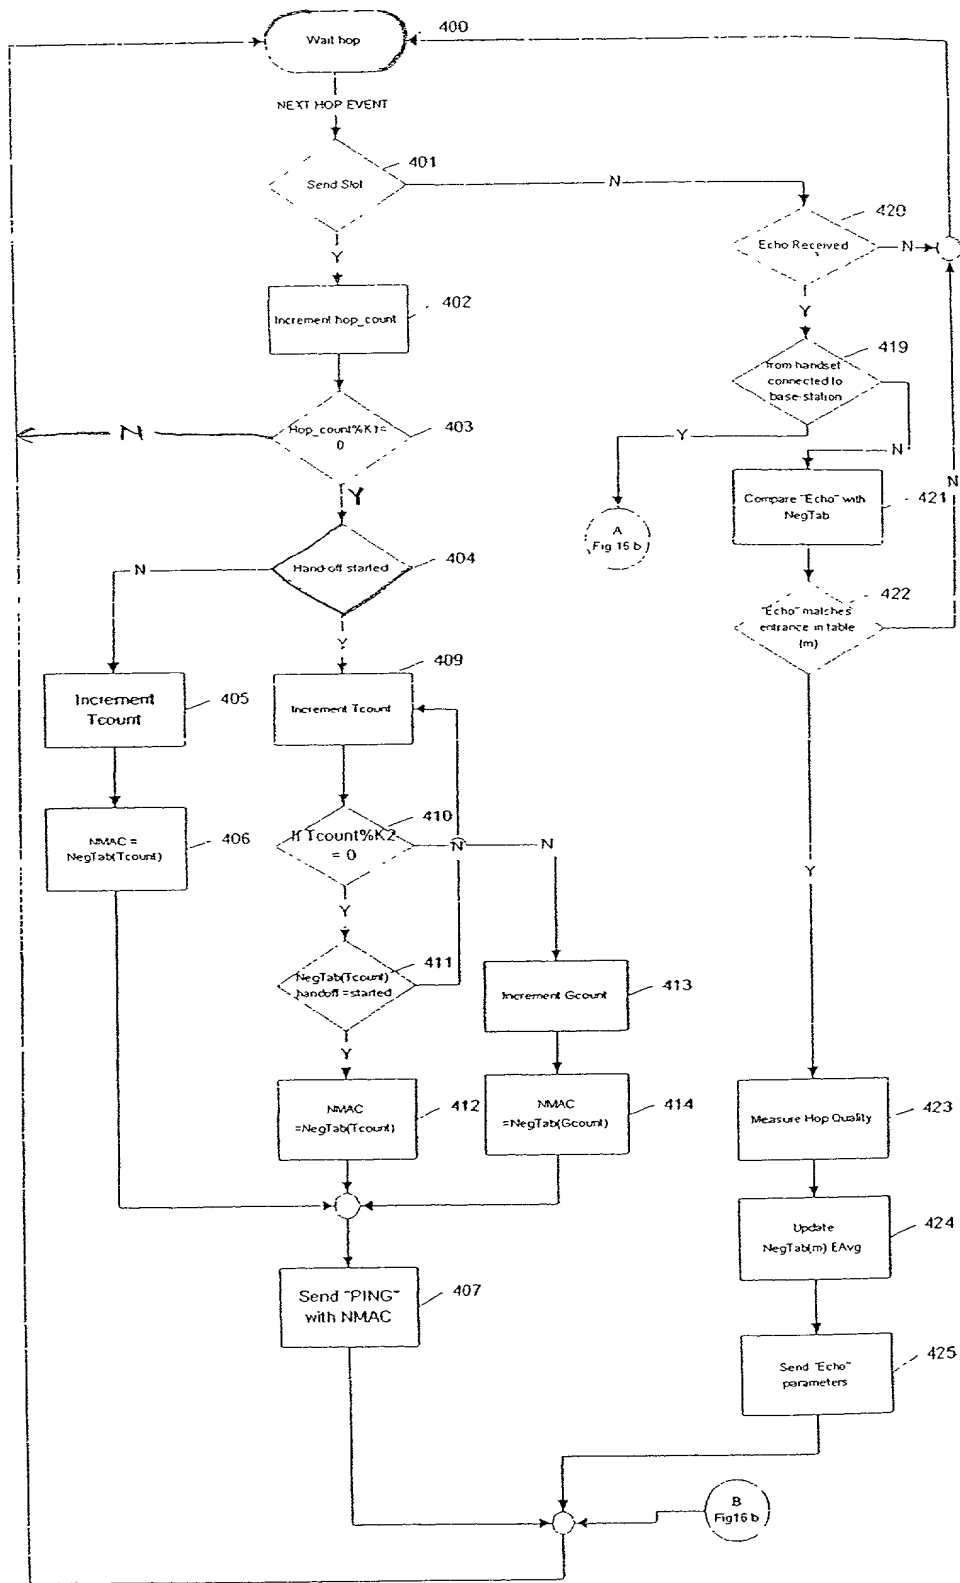 Wait hop
400
NEXT HOP EVENT
Send Slot
401
N
Y
Echo Received
420
N
Y
Increment hop_count
402
from handset
connected to
base-station
419
Y
N
Hop_count%K1=
0
403
N
Y
A
Fig 16 b
Compare "Echo" with
NegTab
421
N
Hand-off started
404
N
Y
"Echo" matches
entrance in table
(m)
422
Increment
Tcount
405
Increment Tcount
409
NMAC =
NegTab(Tcount)
406
If Tcount%K2
= 0
410
N
N
Y
Y
NegTab(Tcount)
handoff=started
411
Y
Increment Gcount
413
NMAC
=NegTab(Tcount)
412
NMAC
=NegTab(Gcount)
414
Measure Hop Quality
423
Update
NegTab(m) EAvg
424
Send "PING"
with NMAC
407
Send "Echo"
parameters
425
B
Fig16 b